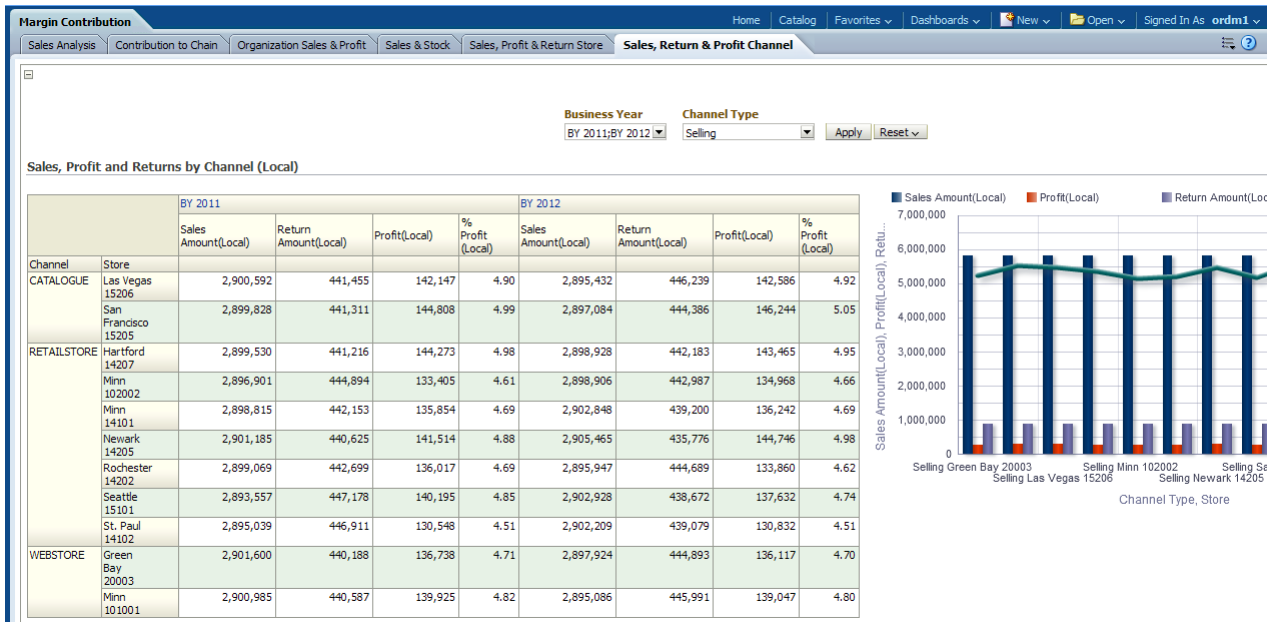 Margin Contribution
Home Catalog Favorites Dashboards New Open Signed In As ordm1
Sales Analysis Contribution to Chain Organization Sales & Profit Sales & Stock Sales, Profit & Return Store Sales, Return & Profit Channel
Business Year Channel Type
BY 2011;BY 2012 Selling Apply Reset
Sales, Profit and Returns by Channel (Local)
BY 2011 BY 2012
Sales Amount(Local) Return Amount(Local) Profit(Local) % Profit (Local) Sales Amount(Local) Return Amount(Local) Profit(Local) % Profit (Local)
Channel Store
CATALOGUE Las Vegas 15206 2,900,592 441,455 142,147 4.90 2,895,432 446,239 142,586 4.92
San Francisco 15205 2,899,828 441,311 144,808 4.99 2,897,084 444,386 146,244 5.05
RETAILSTORE Hartford 14207 2,899,530 441,216 144,273 4.98 2,898,928 442,183 143,465 4.95
Minn 102002 2,896,901 444,894 133,405 4.61 2,898,906 442,987 134,968 4.66
Minn 14101 2,898,815 442,153 135,854 4.69 2,902,848 439,200 136,242 4.69
Newark 14205 2,901,185 440,625 141,514 4.88 2,905,465 435,776 144,746 4.98
Rochester 14202 2,899,069 442,699 136,017 4.69 2,895,947 444,689 133,860 4.62
Seattle 15101 2,893,557 447,178 140,195 4.85 2,902,928 438,672 137,632 4.74
St. Paul 14102 2,895,039 446,911 130,548 4.51 2,902,209 439,079 130,832 4.51
WEBSTORE Green Bay 20003 2,901,600 440,188 136,738 4.71 2,897,924 444,893 136,117 4.70
Minn 101001 2,900,985 440,587 139,925 4.82 2,895,086 445,991 139,047 4.80
Sales Amount(Local) Profit(Local) Return Amount(Loc
Sales Amount(Local), Profit(Local), Retu...
7,000,000
6,000,000
5,000,000
4,000,000
3,000,000
2,000,000
1,000,000
0
Selling Green Bay 20003 Selling Minn 102002 Selling Sa
Selling Las Vegas 15206 Selling Newark 14205
Channel Type, Store